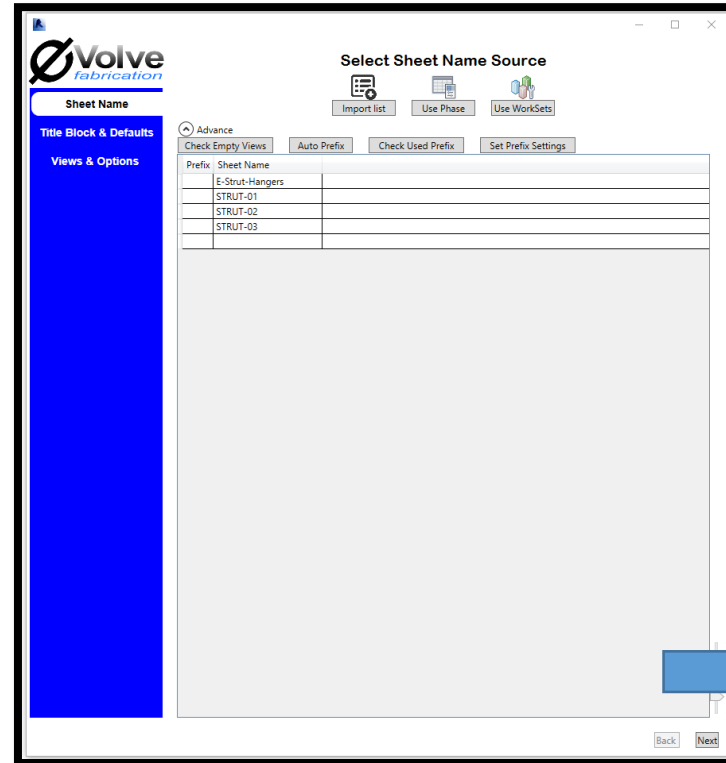 ØVolve
fabrication
Select Sheet Name Source
Import list Use Phase Use WorkSets
Sheet Name
Title Block & Defaults
Views & Options
Advance
Check Empty Views Auto Prefix Check Used Prefix Set Prefix Settings
Prefix Sheet Name
E-Strut-Hangers
STRUT-01
STRUT-02
STRUT-03
Back Next